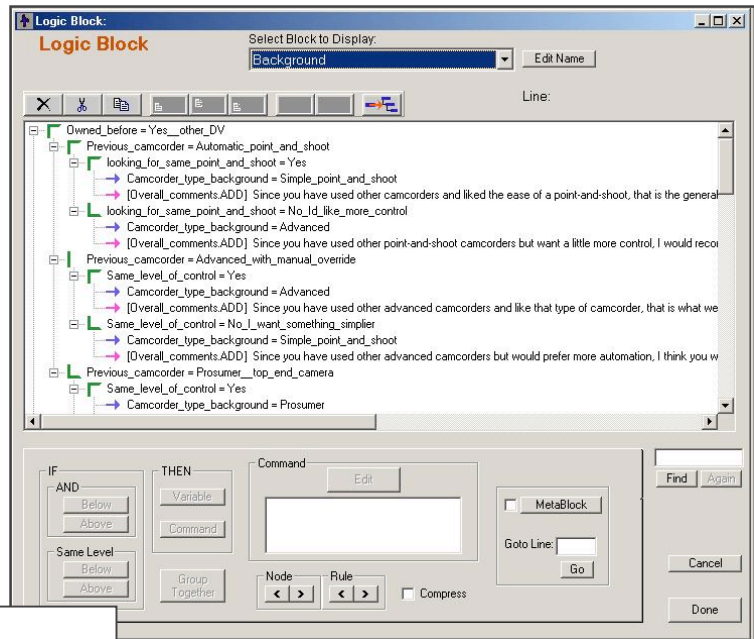 Logic Block:
Logic Block
Select Block to Display:
Background
Edit Name
Line:
Owned_before = Yes__other_DV
Previous_camcorder = Automatic_point_and_shoot
looking_for_same_point_and_shoot = Yes
Camcorder_type_background = Simple_point_and_shoot
[Overall_comments.ADD] Since you have used other camcorders and liked the ease of a point-and-shoot, that is the general
looking_for_same_point_and_shoot = No_Id_like_more_control
Camcorder_type_background = Advanced
[Overall_comments.ADD] Since you have used other point-and-shoot camcorders but want a little more control, I would reco
Previous_camcorder = Advanced_with_manual_override
Same_level_of_control = Yes
Camcorder_type_background = Advanced
[Overall_comments.ADD] Since you have used other advanced camcorders and like that type of camcorder, that is what we
Same_level_of_control = No_I_want_something_simplier
Camcorder_type_background = Simple_point_and_shoot
[Overall_comments.ADD] Since you have used other advanced camcorders but would prefer more automation, I think you w
Previous_camcorder = Prosumer__top_end_camera
Same_level_of_control = Yes
Camcorder_type_background = Prosumer
IF
AND
Below
Above
Same Level
Below
Above
THEN
Variable
Command
Group
Together
Command
Edit
Node
< >
Rule
< >
Compress
MetaBlock
Goto Line:
Go
Find Again
Cancel
Done